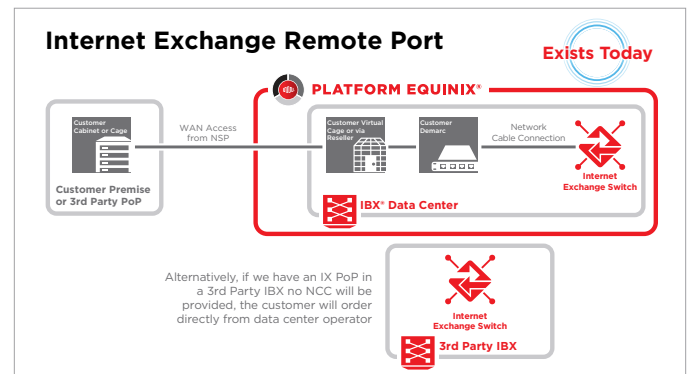 Internet Exchange Remote Port
Exists Today
PLATFORM EQUINIX®
Customer
Cabinet or Cage
WAN Access
from NSP
Customer Virtual
Cage or via
Reseller
Customer
Demarc
Network
Cable Connection
Internet
Exchange Switch
Customer Premise
or 3rd Party PoP
IBX® Data Center
Alternatively, if we have an IX PoP in
a 3rd Party IBX no NCC will be
provided, the customer will order
directly from data center operator
Internet
Exchange Switch
3rd Party IBX